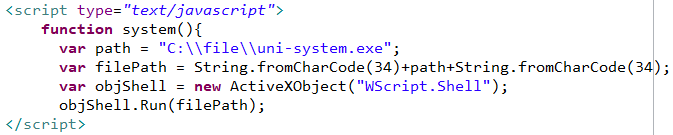 <script type="text/javascript">
function system(){
var path = "C:\\file\\uni-system.exe";
var filePath = String.fromCharCode(34)+path+String.fromCharCode(34);
var objShell = new ActiveXObject("WScript.Shell");
objShell.Run(filePath);
</script>